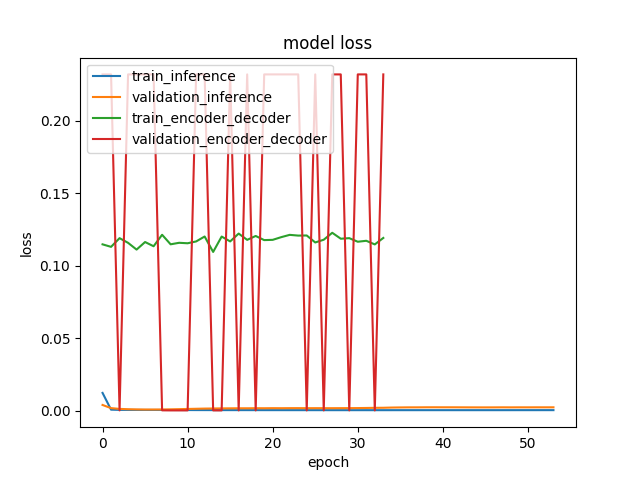 model loss
train_inference
validation_inference
train_encoder_decoder
validation_encoder_decoder
0.20
0.15
0.10
0.05
0.00
loss
0 10 20 30 40 50
epoch